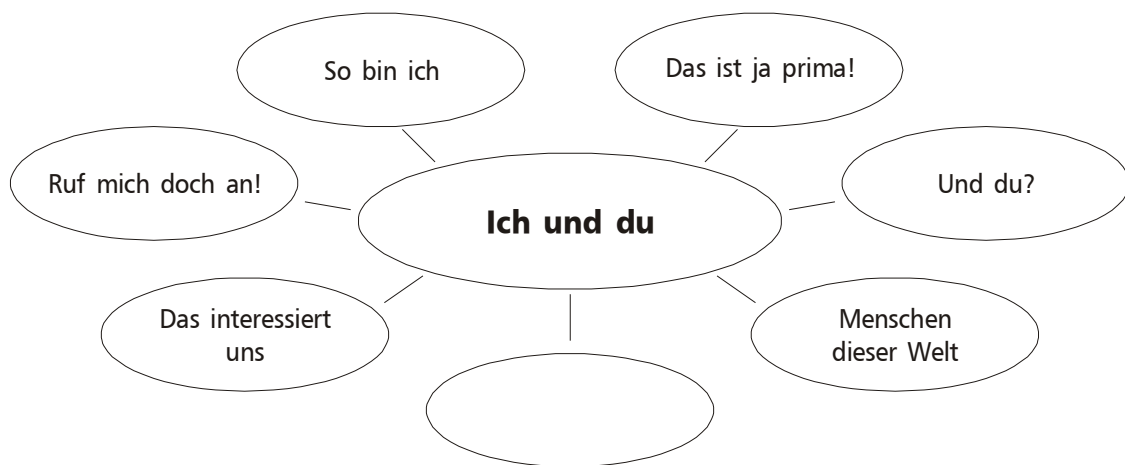 So bin ich
Das ist ja prima!
Ruf mich doch an!
Und du?
Ich und du
Das interessiert
uns
Menschen
dieser Welt